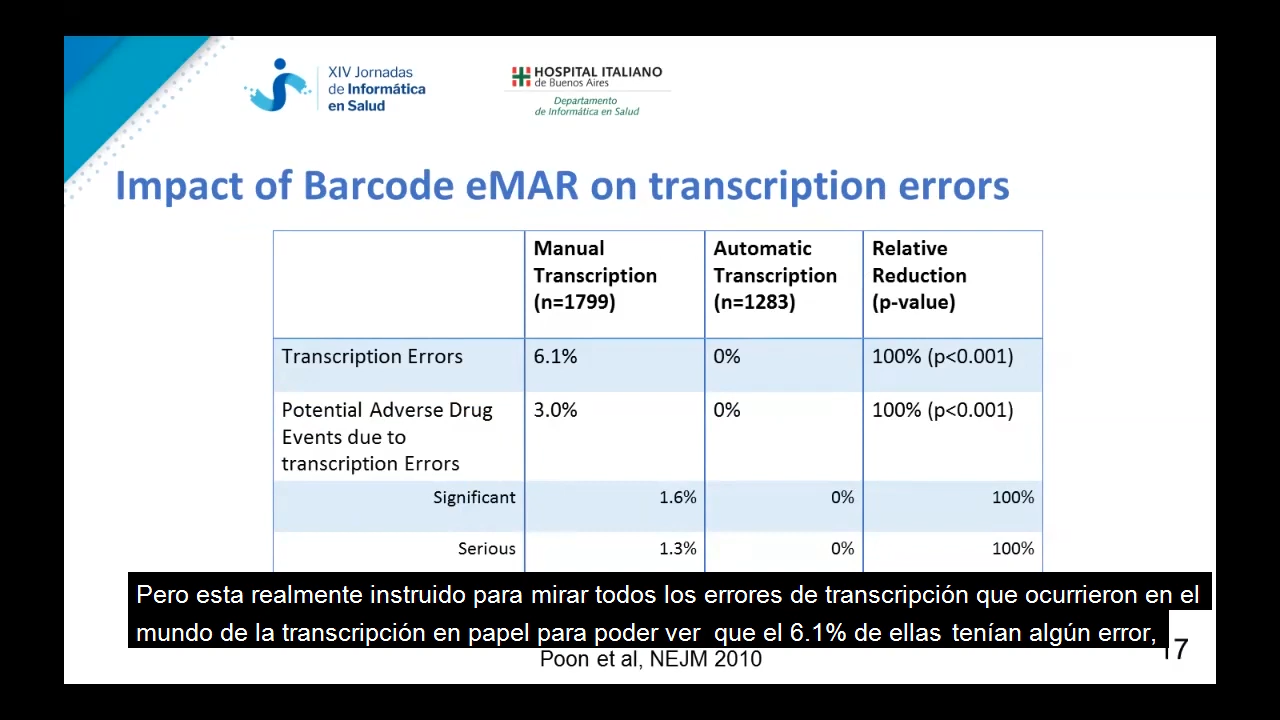 XIV Jornadas
de Informática
en Salud
HOSPITAL ITALIANO
de Buenos Aires
Departamento
de Informática en Salud
Impact of Barcode eMAR on transcription errors
Manual Transcription (n=1799)
Automatic Transcription (n=1283)
Relative Reduction (p-value)
Transcription Errors 6.1% 0% 100% (p<0.001)
Potential Adverse Drug Events due to transcription Errors 3.0% 0% 100% (p<0.001)
Significant 1.6% 0% 100%
Serious 1.3% 0% 100%
Pero esta realmente instruido para mirar todos los errores de transcripción que ocurrieron en el
mundo de la transcripción en papel para poder ver que el 6.1% de ellas tenían algún error,
Poon et al, NEJM 2010
17